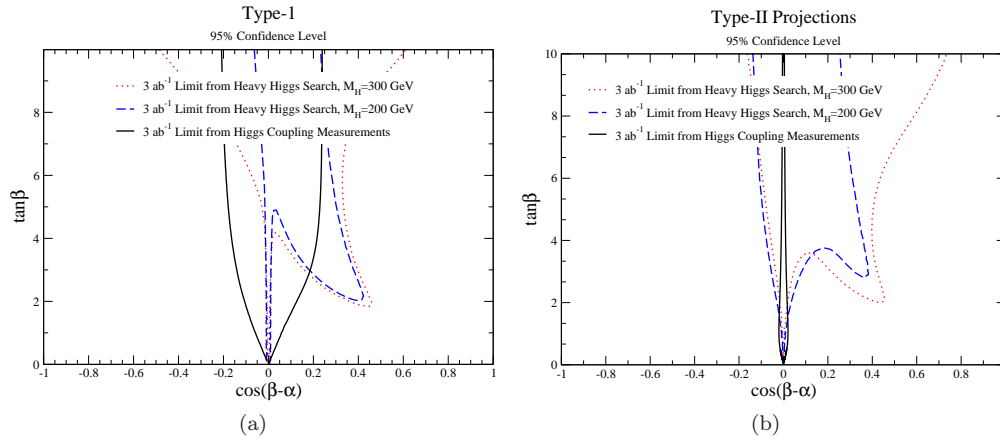 Type-1
95% Confidence Level
3 ab⁻¹ Limit from Heavy Higgs Search, M_H=300 GeV
3 ab⁻¹ Limit from Heavy Higgs Search, M_H=200 GeV
3 ab⁻¹ Limit from Higgs Coupling Measurements
tanβ
8
6
4
2
0
-1 -0.8 -0.6 -0.4 -0.2 0 0.2 0.4 0.6 0.8 1
cos(β-α)
(a)
Type-II Projections
95% Confidence Level
3 ab⁻¹ Limit from Heavy Higgs Search, M_H=300 GeV
3 ab⁻¹ Limit from Heavy Higgs Search, M_H=200 GeV
3 ab⁻¹ Limit from Higgs Coupling Measurements
tanβ
10
8
6
4
2
0
-1 -0.8 -0.6 -0.4 -0.2 0 0.2 0.4 0.6 0.8
cos(β-α)
(b)